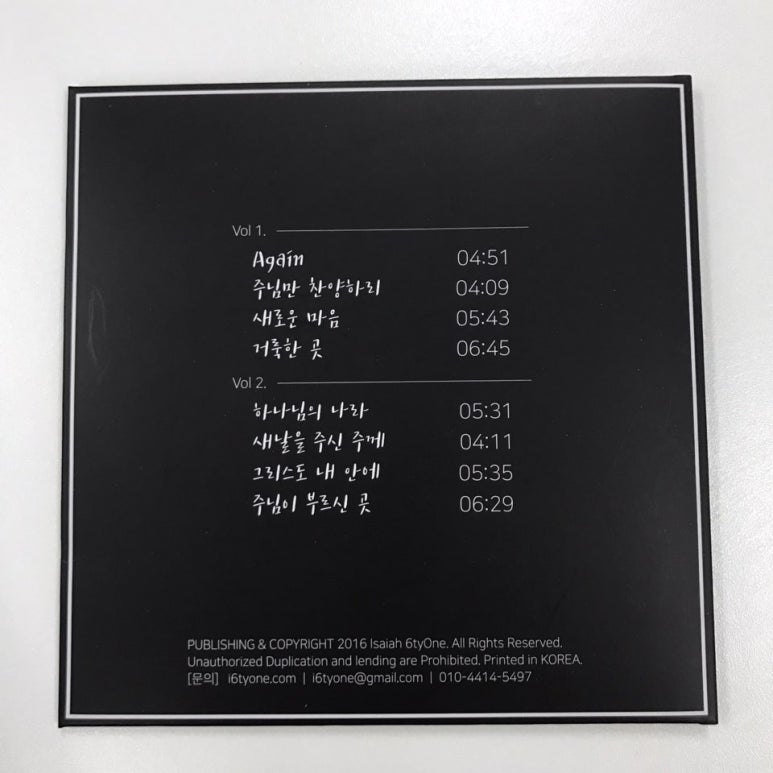 Vol 1.
Again 04:51
주님만 찬양하리 04:09
새로운 마음 05:43
거룩한 곳 06:45
Vol 2.
하나님의 나라 05:31
새날을 주신 주께 04:11
그리스도 내 안에 05:35
주님이 부르신 곳 06:29
PUBLISHING & COPYRIGHT 2016 Isaiah 6tyOne. All Rights Reserved.
Unauthorized Duplication and lending are Prohibited. Printed in KOREA.
[문의] i6tyone.com | i6tyone@gmail.com | 010-4414-5497